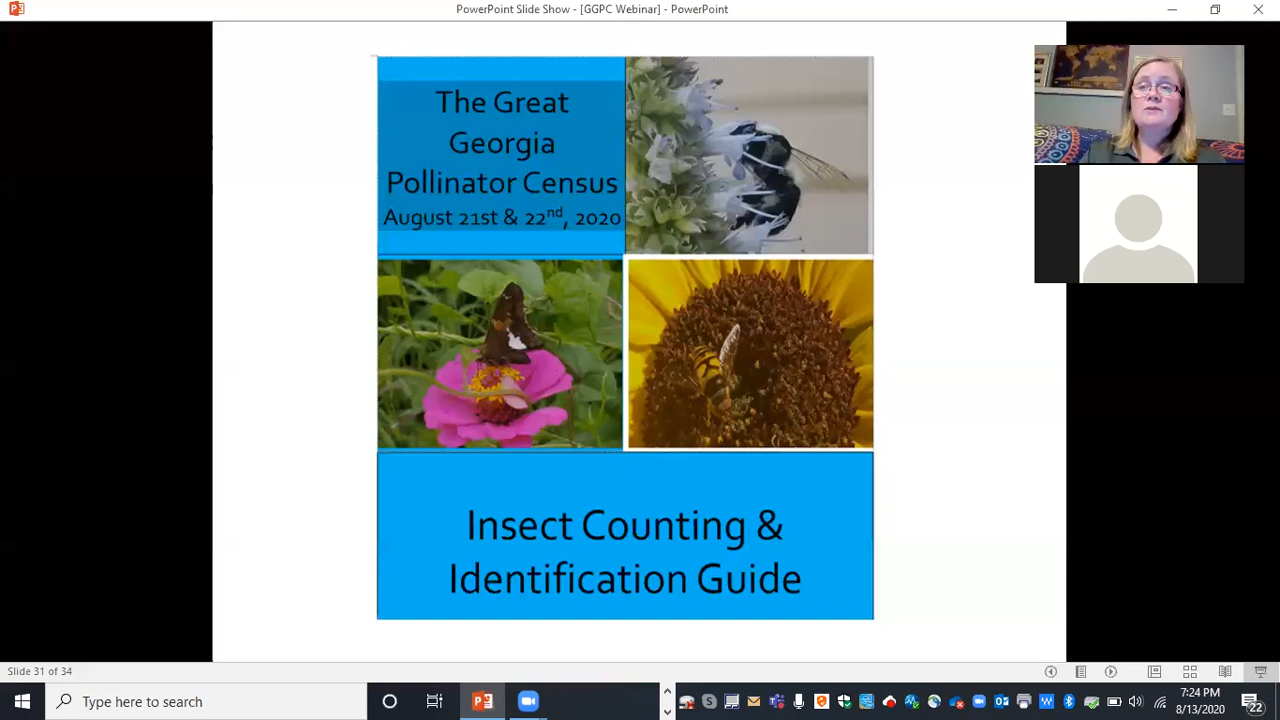 PowerPoint Slide Show - [GGPC Webinar] - PowerPoint
The Great
Georgia
Pollinator Census
August 21st & 22nd, 2020
Insect Counting &
Identification Guide
Slide 31 of 34
Type here to search
7:24 PM
8/13/2020
22